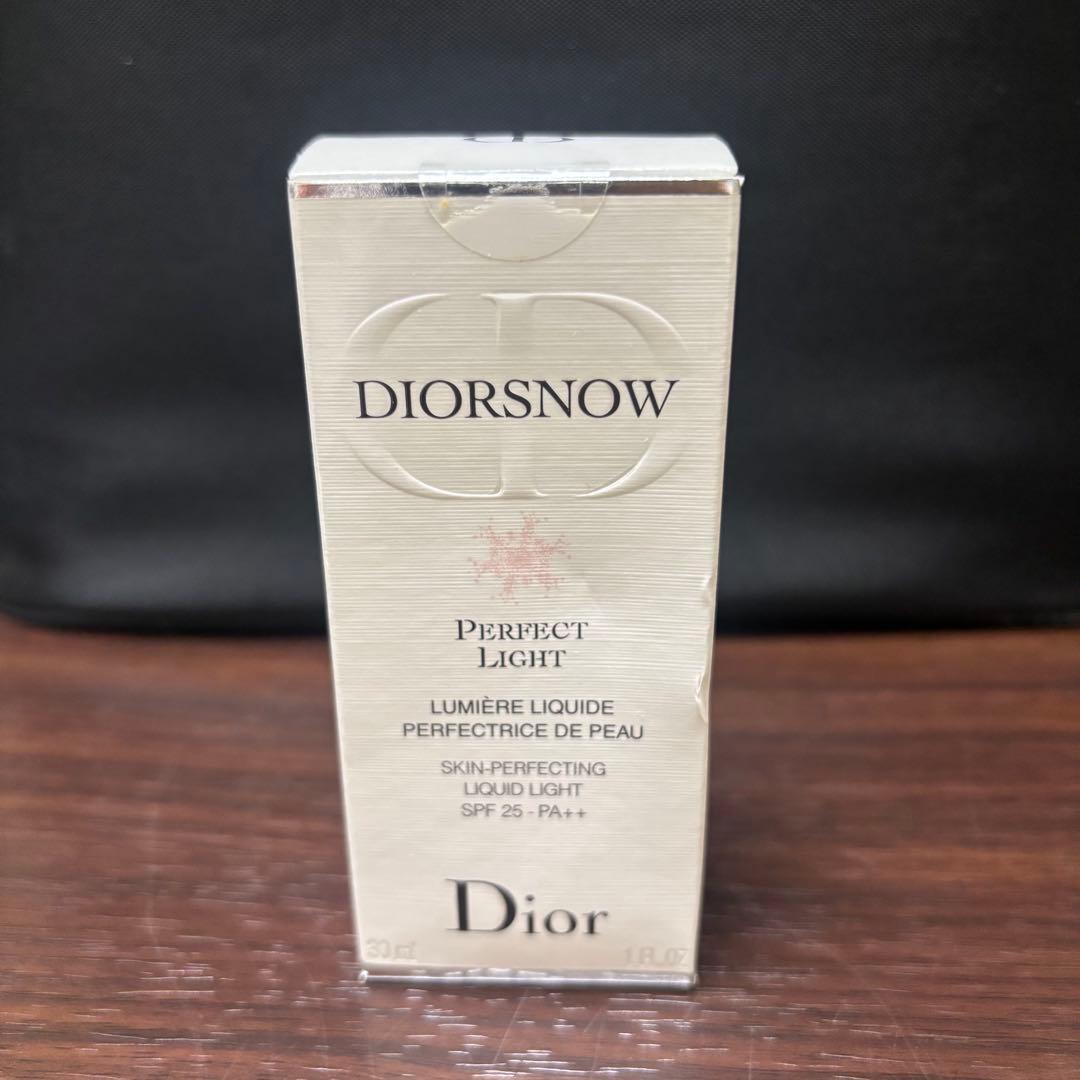 DIORSNOW
PERFECT
LIGHT
LUMIÈRE LIQUIDE
PERFECTRICE DE PEAU
SKIN-PERFECTING
LIQUID LIGHT
SPF 25 - PA++
Dior
30 mℓ 1 FL.OZ